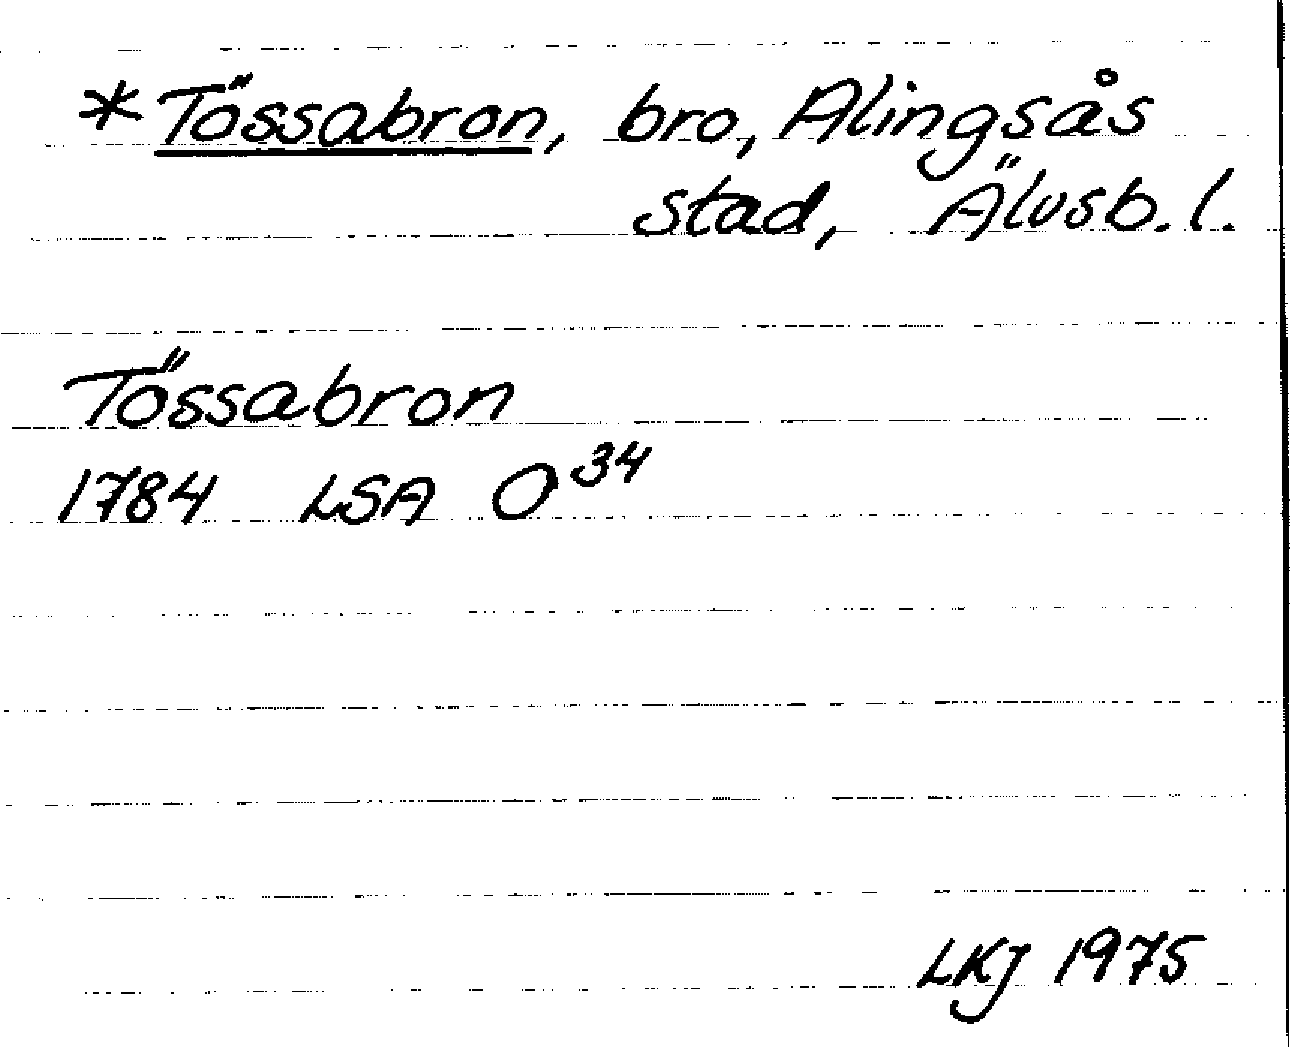 *Tössabron, bro, Alingsås
stad, Älvsb. l.
Tössabron
1784 LSA O³⁴
LKJ 1975